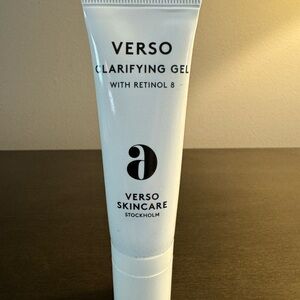 VERSO
CLARIFYING GEL
WITH RETINOL 8
VERSO
SKINCARE
STOCKHOLM